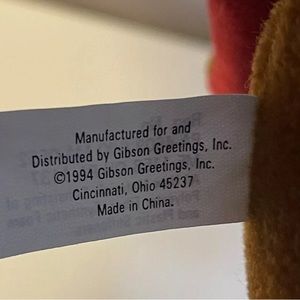 Manufactured for and
Distributed by Gibson Greetings, Inc.
©1994 Gibson Greetings, Inc.
Cincinnati, Ohio 45237
Made in China.